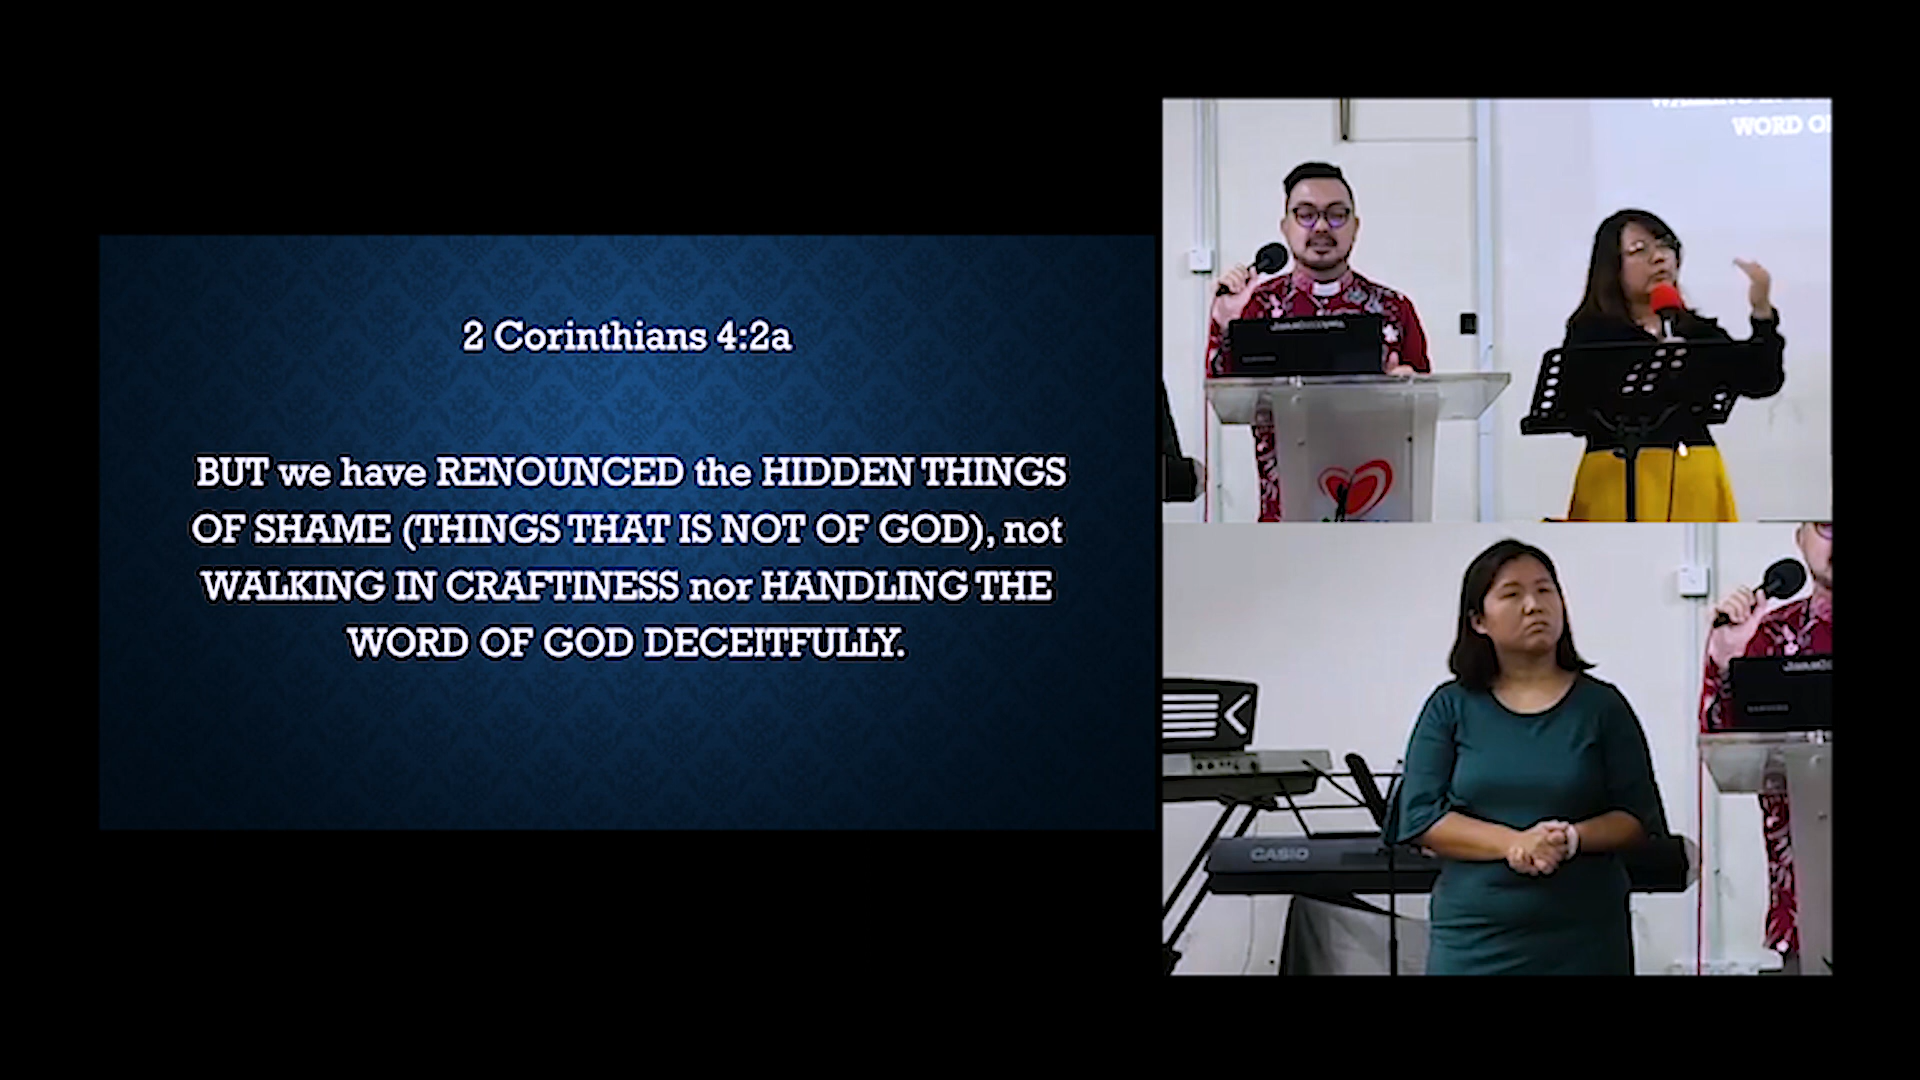 2 Corinthians 4:2a
BUT we have RENOUNCED the HIDDEN THINGS
OF SHAME (THINGS THAT IS NOT OF GOD), not
WALKING IN CRAFTINESS nor HANDLING THE
WORD OF GOD DECEITFULLY.
WORD OF
CASIO